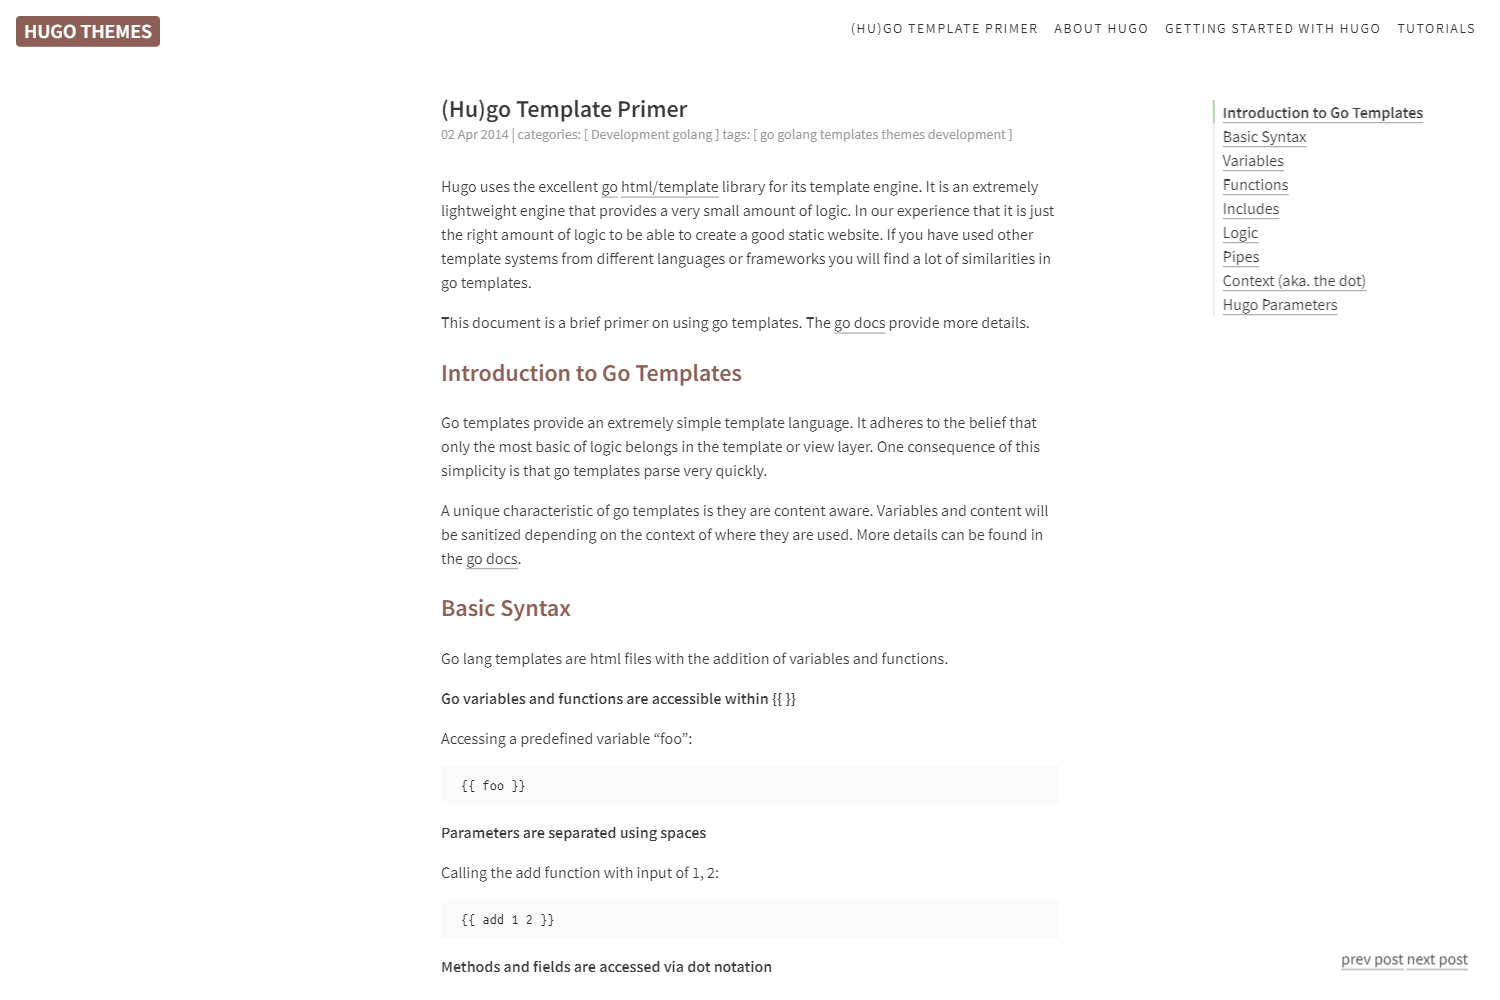 HUGO THEMES
(HU)GO TEMPLATE PRIMER ABOUT HUGO GETTING STARTED WITH HUGO TUTORIALS
(Hu)go Template Primer
02 Apr 2014 | categories: [ Development golang ] tags: [ go golang templates themes development ]
Hugo uses the excellent go html/template library for its template engine. It is an extremely
lightweight engine that provides a very small amount of logic. In our experience that it is just
the right amount of logic to be able to create a good static website. If you have used other
template systems from different languages or frameworks you will find a lot of similarities in
go templates.
This document is a brief primer on using go templates. The go docs provide more details.
Introduction to Go Templates
Go templates provide an extremely simple template language. It adheres to the belief that
only the most basic of logic belongs in the template or view layer. One consequence of this
simplicity is that go templates parse very quickly.
A unique characteristic of go templates is they are content aware. Variables and content will
be sanitized depending on the context of where they are used. More details can be found in
the go docs.
Basic Syntax
Go lang templates are html files with the addition of variables and functions.
Go variables and functions are accessible within {{ }}
Accessing a predefined variable “foo”:
{{ foo }}
Parameters are separated using spaces
Calling the add function with input of 1, 2:
{{ add 1 2 }}
Methods and fields are accessed via dot notation
Introduction to Go Templates
Basic Syntax
Variables
Functions
Includes
Logic
Pipes
Context (aka. the dot)
Hugo Parameters
prev post next post